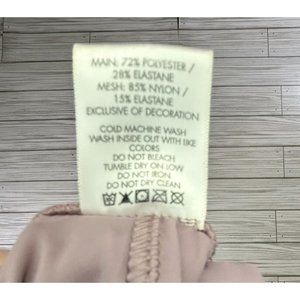 MAIN: 72% POLYESTER /
28% ELASTANE
MESH: 85% NYLON /
15% ELASTANE
EXCLUSIVE OF DECORATION
COLD MACHINE WASH
WASH INSIDE OUT WITH LIKE
COLORS
DO NOT BLEACH
TUMBLE DRY ON LOW
DO NOT IRON
DO NOT DRY CLEAN